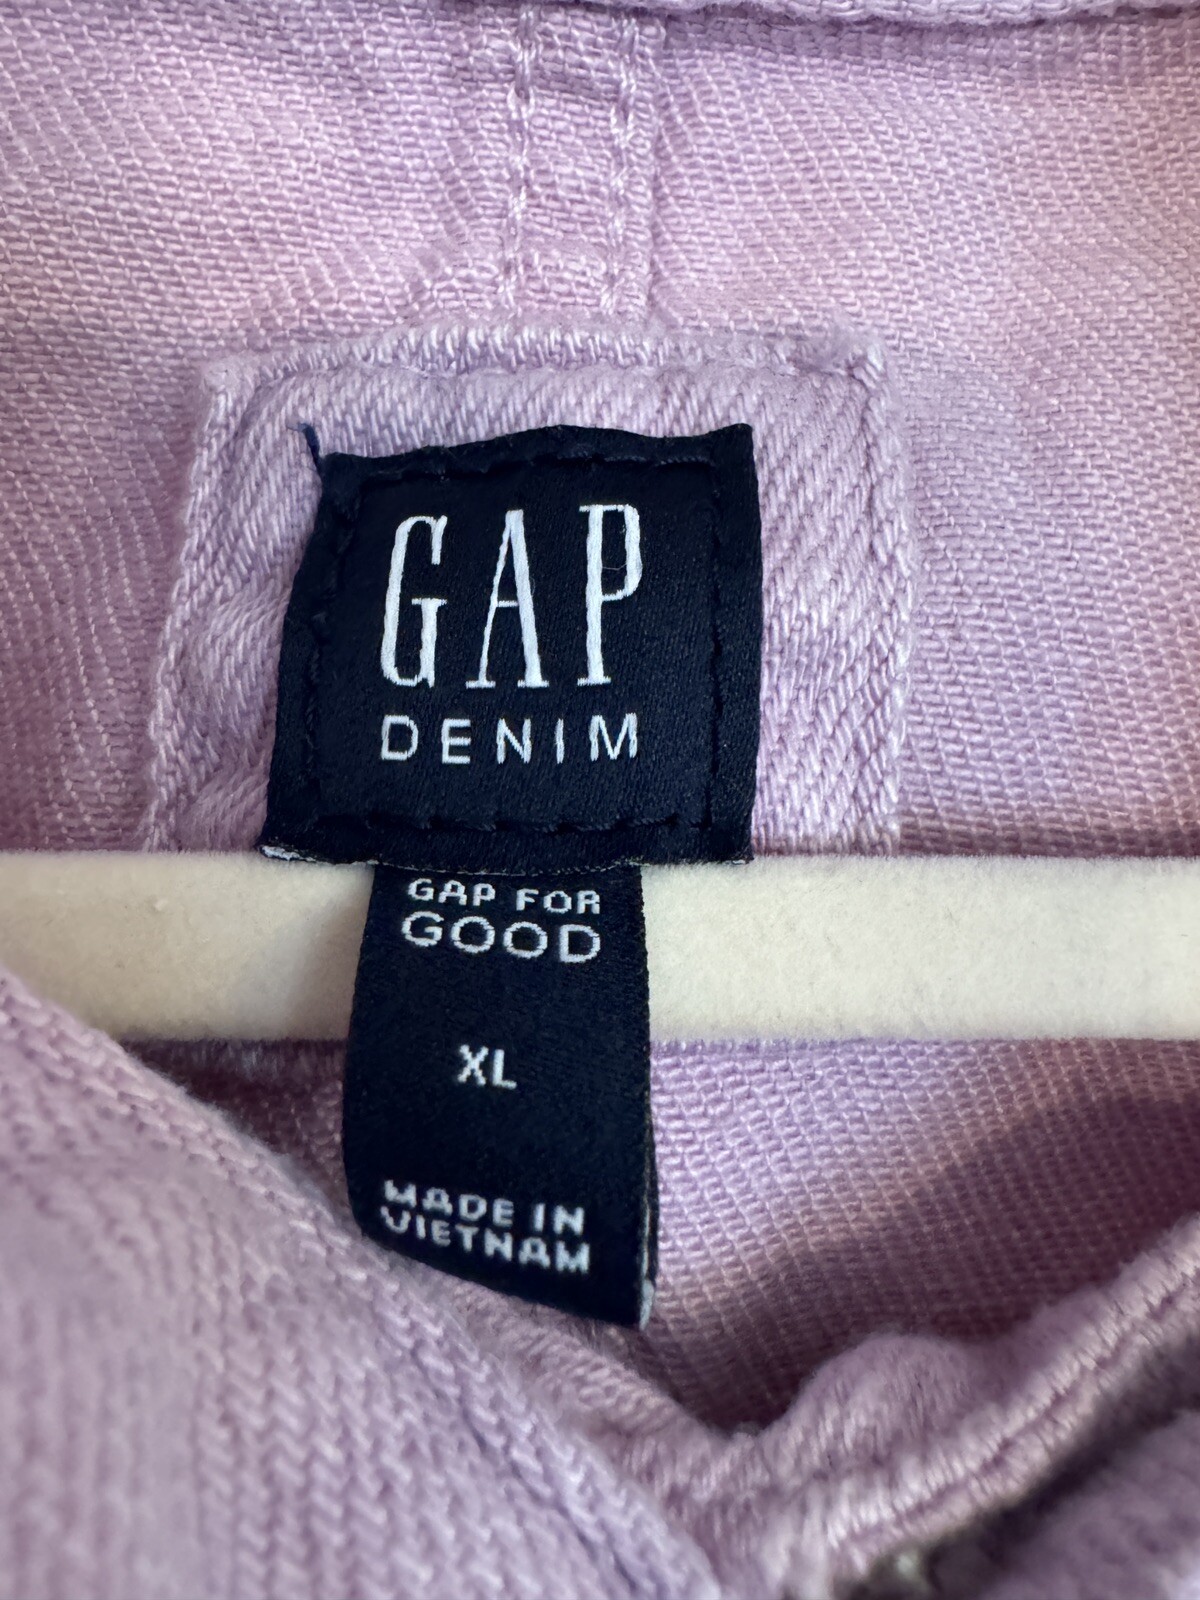 GAP
DENIM
GAP FOR
GOOD
XL
MADE IN
VIETNAM